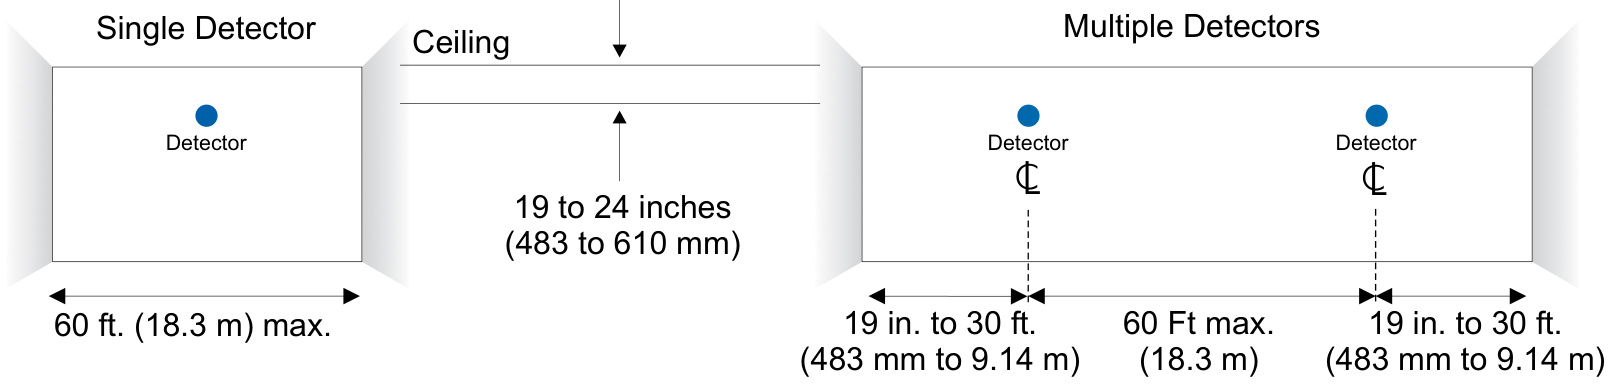 Single Detector
Detector
60 ft. (18.3 m) max.
Ceiling
19 to 24 inches
(483 to 610 mm)
Multiple Detectors
Detector
℄
Detector
℄
19 in. to 30 ft.
(483 mm to 9.14 m)
60 Ft max.
(18.3 m)
19 in. to 30 ft.
(483 mm to 9.14 m)